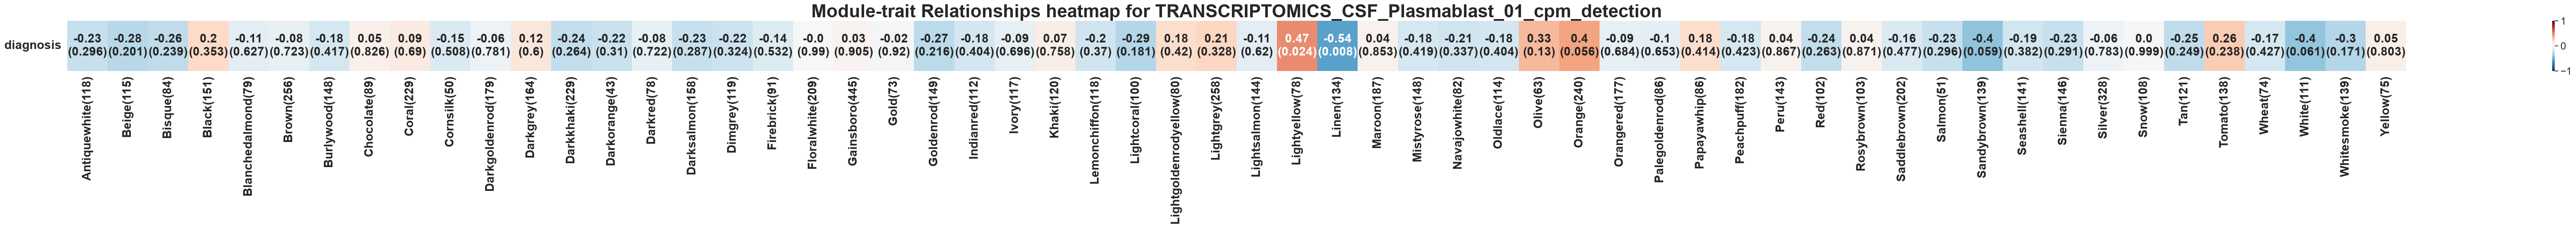 Module-trait Relationships heatmap for TRANSCRIPTOMICS_CSF_Plasmablast_01_cpm_detection
-0.23 -0.28 -0.26 0.2 -0.11 -0.08 -0.18 0.05 0.09 -0.15 -0.06 0.12 -0.24 -0.22 -0.08 -0.23 -0.22 -0.14 -0.0 0.03 -0.02 -0.27 -0.18 -0.09 0.07 -0.2 -0.29 0.18 0.21 -0.11 0.47 -0.54 0.04 -0.18 -0.21 -0.18 0.33 0.4 -0.09 -0.1 0.18 -0.18 0.04 -0.24 0.04 -0.16 -0.23 -0.4 -0.19 -0.23 -0.06 0.0 -0.25 0.26 -0.17 -0.4 -0.3 0.05
diagnosis
(0.296) (0.201) (0.239) (0.353) (0.627) (0.723) (0.417) (0.826) (0.69) (0.508) (0.781) (0.6) (0.264) (0.31) (0.722) (0.287) (0.324) (0.532) (0.99) (0.905) (0.92) (0.216) (0.404) (0.696) (0.758) (0.37) (0.181) (0.42) (0.328) (0.62) (0.024) (0.008) (0.853) (0.419) (0.337) (0.404) (0.13) (0.056) (0.684) (0.653) (0.414) (0.423) (0.867) (0.263) (0.871) (0.477) (0.296) (0.059) (0.382) (0.291) (0.783) (0.999) (0.249) (0.238) (0.427) (0.061) (0.171) (0.803)
1
0
−1
Antiquewhite(118)
Beige(115)
Bisque(84)
Black(151)
Blanchedalmond(79)
Brown(256)
Burlywood(148)
Chocolate(89)
Coral(229)
Cornsilk(50)
Darkgoldenrod(179)
Darkgrey(164)
Darkkhaki(229)
Darkorange(43)
Darkred(78)
Darksalmon(158)
Dimgrey(119)
Firebrick(91)
Floralwhite(209)
Gainsboro(445)
Gold(73)
Goldenrod(149)
Indianred(112)
Ivory(117)
Khaki(120)
Lemonchiffon(118)
Lightcoral(100)
Lightgoldenrodyellow(80)
Lightgrey(258)
Lightsalmon(144)
Lightyellow(78)
Linen(134)
Maroon(187)
Mistyrose(148)
Navajowhite(82)
Oldlace(114)
Olive(63)
Orange(240)
Orangered(177)
Palegoldenrod(86)
Papayawhip(86)
Peachpuff(182)
Peru(143)
Red(102)
Rosybrown(103)
Saddlebrown(202)
Salmon(51)
Sandybrown(139)
Seashell(141)
Sienna(146)
Silver(328)
Snow(108)
Tan(121)
Tomato(138)
Wheat(74)
White(111)
Whitesmoke(139)
Yellow(75)